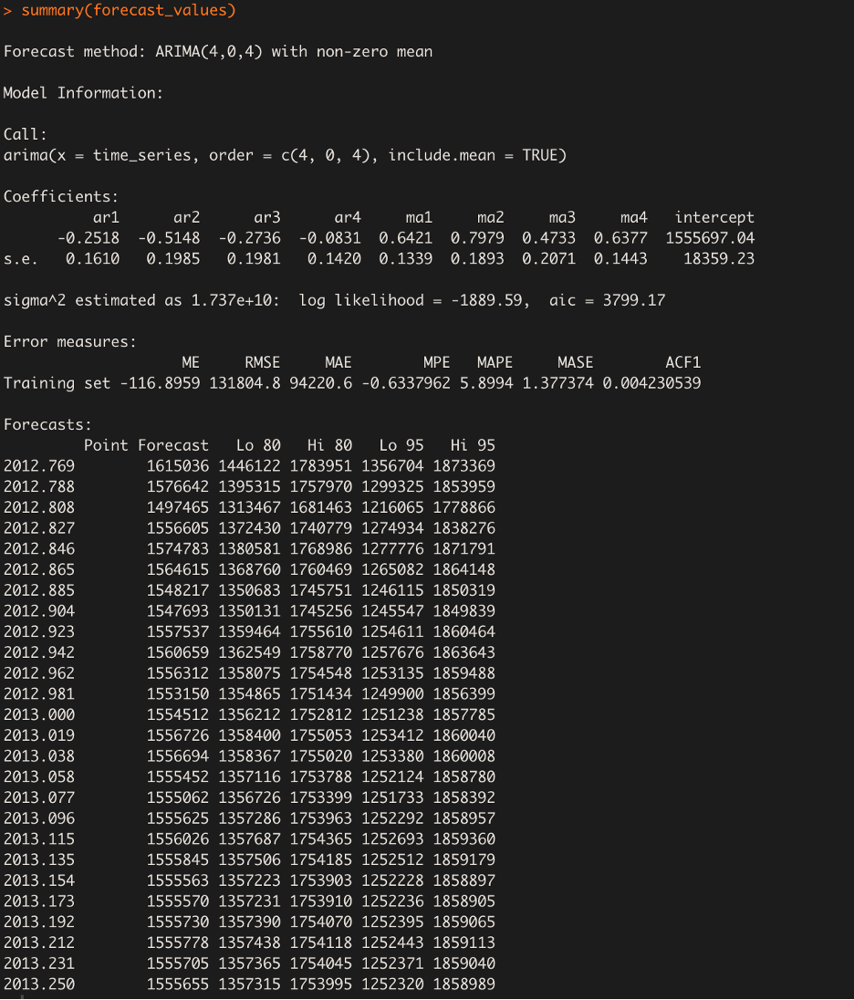 > summary(forecast_values)
Forecast method: ARIMA(4,0,4) with non-zero mean
Model Information:
Call:
arima(x = time_series, order = c(4, 0, 4), include.mean = TRUE)
Coefficients:
ar1 ar2 ar3 ar4 ma1 ma2 ma3 ma4 intercept
-0.2518 -0.5148 -0.2736 -0.0831 0.6421 0.7979 0.4733 0.6377 1555697.04
s.e. 0.1610 0.1985 0.1981 0.1420 0.1339 0.1893 0.2071 0.1443 18359.23
sigma^2 estimated as 1.737e+10: log likelihood = -1889.59, aic = 3799.17
Error measures:
ME RMSE MAE MPE MAPE MASE ACF1
Training set -116.8959 131804.8 94220.6 -0.6337962 5.8994 1.377374 0.004230539
Forecasts:
Point Forecast Lo 80 Hi 80 Lo 95 Hi 95
2012.769 1615036 1446122 1783951 1356704 1873369
2012.788 1576642 1395315 1757970 1299325 1853959
2012.808 1497465 1313467 1681463 1216065 1778866
2012.827 1556605 1372430 1740779 1274934 1838276
2012.846 1574783 1380581 1768986 1277776 1871791
2012.865 1564615 1368760 1760469 1265082 1864148
2012.885 1548217 1350683 1745751 1246115 1850319
2012.904 1547693 1350131 1745256 1245547 1849839
2012.923 1557537 1359464 1755610 1254611 1860464
2012.942 1560659 1362549 1758770 1257676 1863643
2012.962 1556312 1358075 1754548 1253135 1859488
2012.981 1553150 1354865 1751434 1249900 1856399
2013.000 1554512 1356212 1752812 1251238 1857785
2013.019 1556726 1358400 1755053 1253412 1860040
2013.038 1556694 1358367 1755020 1253380 1860008
2013.058 1555452 1357116 1753788 1252124 1858780
2013.077 1555062 1356726 1753399 1251733 1858392
2013.096 1555625 1357286 1753963 1252292 1858957
2013.115 1556026 1357687 1754365 1252693 1859360
2013.135 1555845 1357506 1754185 1252512 1859179
2013.154 1555563 1357223 1753903 1252228 1858897
2013.173 1555570 1357231 1753910 1252236 1858905
2013.192 1555730 1357390 1754070 1252395 1859065
2013.212 1555778 1357438 1754118 1252443 1859113
2013.231 1555705 1357365 1754045 1252371 1859040
2013.250 1555655 1357315 1753995 1252320 1858989